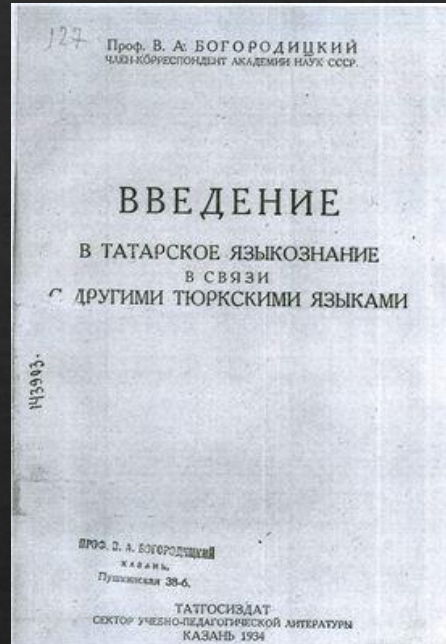 127
Проф. В. А. БОГОРОДИЦКИЙ
ЧЛЕН-КОРРЕСПОНДЕНТ АКАДЕМИИ НАУК СССР.
ВВЕДЕНИЕ
В ТАТАРСКОЕ ЯЗЫКОЗНАНИЕ
В СВЯЗИ
С ДРУГИМИ ТЮРКСКИМИ ЯЗЫКАМИ
143943.
ПРОФ. В. А. БОГОРОДИЦКИЙ
КАЗАНЬ,
Пушкинская 38-6.
ТАТГОСИЗДАТ
СЕКТОР УЧЕБНО-ПЕДАГОГИЧЕСКОЙ ЛИТЕРАТУРЫ
КАЗАНЬ 1934